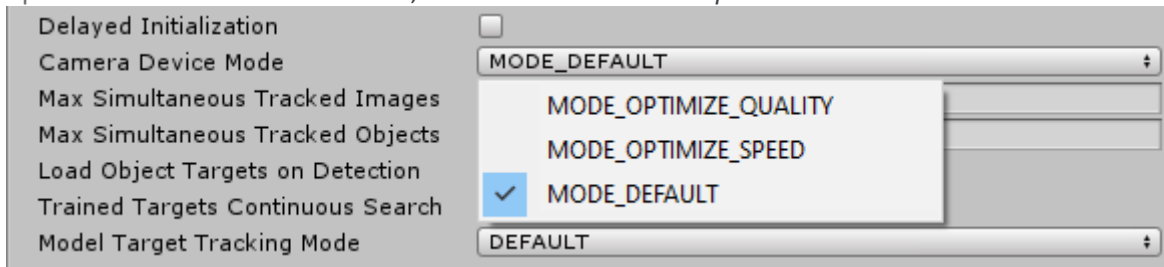 Delayed Initialization
Camera Device Mode MODE_DEFAULT
Max Simultaneous Tracked Images MODE_OPTIMIZE_QUALITY
Max Simultaneous Tracked Objects MODE_OPTIMIZE_SPEED
Load Object Targets on Detection
Trained Targets Continuous Search MODE_DEFAULT
Model Target Tracking Mode DEFAULT